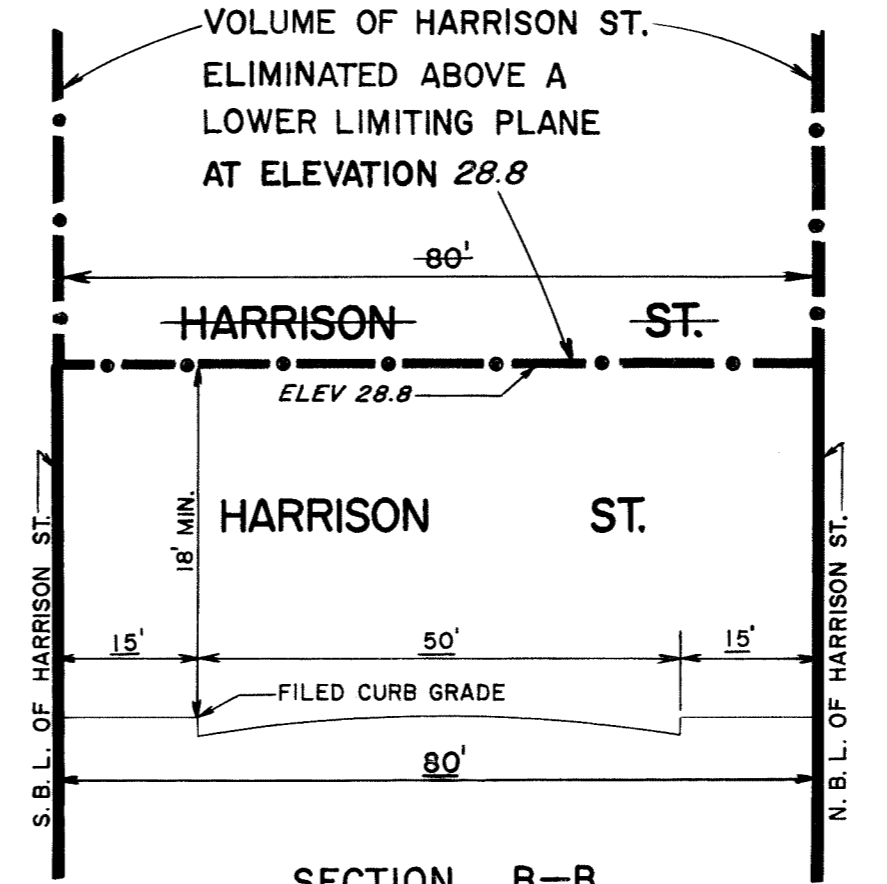 VOLUME OF HARRISON ST.
ELIMINATED ABOVE A
LOWER LIMITING PLANE
AT ELEVATION 28.8
80'
HARRISON ST.
ELEV 28.8
18' MIN.
HARRISON ST.
S.B.L. OF HARRISON ST.
N.B.L. OF HARRISON ST.
15' 50' 15'
FILED CURB GRADE
80'
SECTION B-B